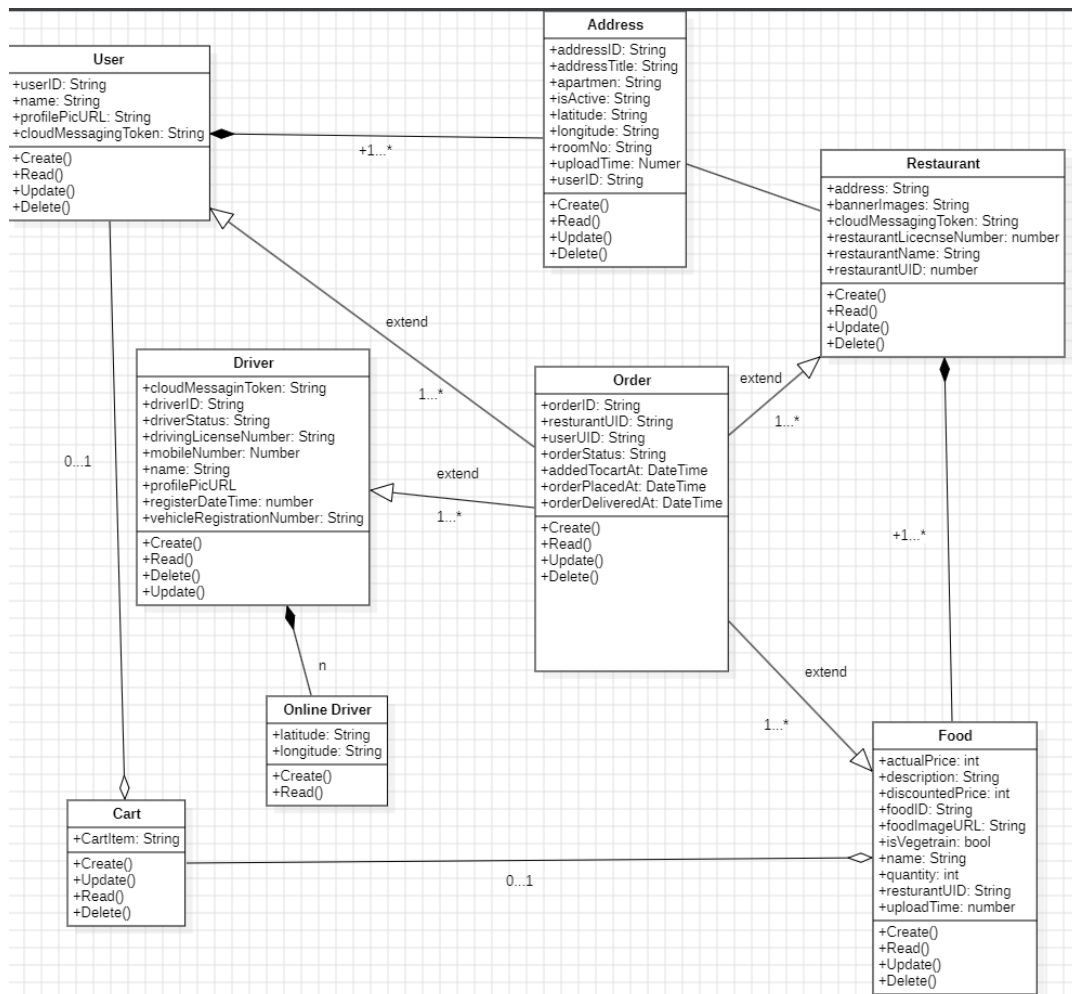 Address
+addressID: String
+addressTitle: String
+apartmen: String
+isActive: String
+latitude: String
+longitude: String
+roomNo: String
+uploadTime: Numer
+userID: String
+Create()
+Read()
+Update()
+Delete()
User
+userID: String
+name: String
+profilePicURL: String
+cloudMessagingToken: String
+Create()
+Read()
+Update()
+Delete()
+1...*
Restaurant
+address: String
+bannerImages: String
+cloudMessagingToken: String
+restaurantLicecnseNumber: number
+restaurantName: String
+restaurantUID: number
+Create()
+Read()
+Update()
+Delete()
extend
1...*
Driver
+cloudMessaginToken: String
+driverID: String
+driverStatus: String
+drivingLicenseNumber: String
+mobileNumber: Number
+name: String
+profilePicURL
+registerDateTime: number
+vehicleRegistrationNumber: String
+Create()
+Read()
+Delete()
+Update()
extend
1...*
Order
+orderID: String
+resturantUID: String
+userUID: String
+orderStatus: String
+addedTocartAt: DateTime
+orderPlacedAt: DateTime
+orderDeliveredAt: DateTime
+Create()
+Read()
+Update()
+Delete()
extend
1...*
0...1
+1...*
n
extend
1...*
Online Driver
+latitude: String
+longitude: String
+Create()
+Read()
Food
+actualPrice: int
+description: String
+discountedPrice: int
+foodID: String
+foodImageURL: String
+isVegetrain: bool
+name: String
+quantity: int
+resturantUID: String
+uploadTime: number
+Create()
+Read()
+Update()
+Delete()
Cart
+CartItem: String
+Create()
+Update()
+Read()
+Delete()
0...1